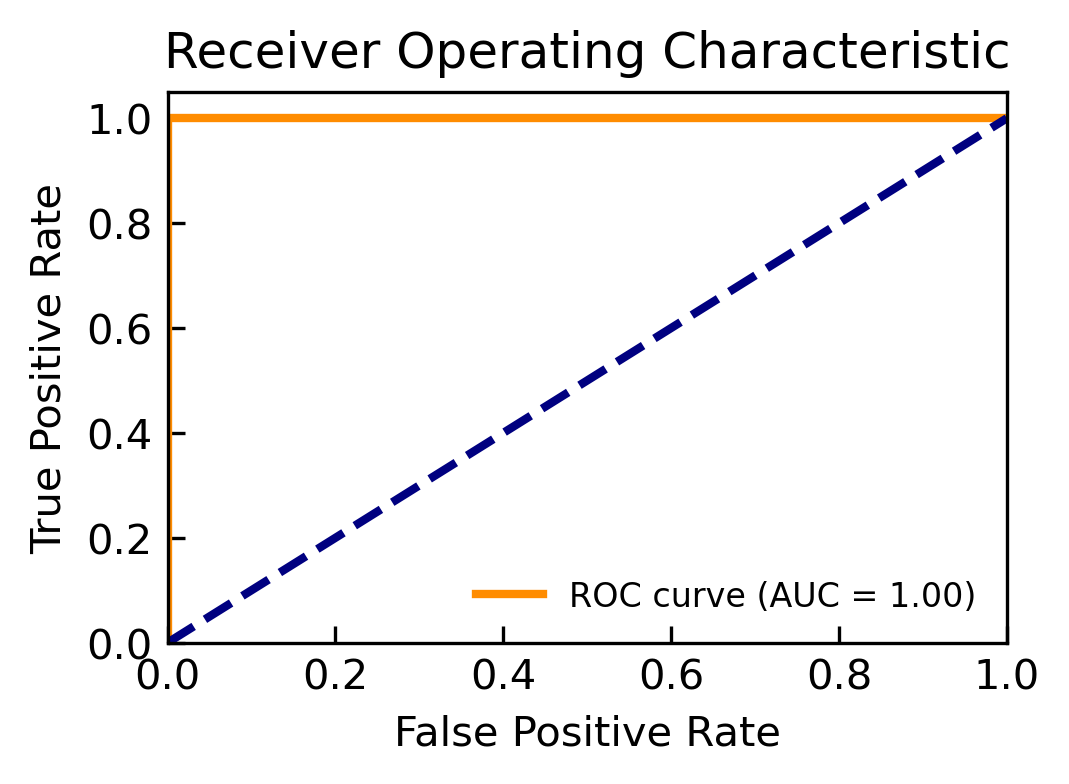 Receiver Operating Characteristic
True Positive Rate
1.0
0.8
0.6
0.4
0.2
0.0
ROC curve (AUC = 1.00)
0.0 0.2 0.4 0.6 0.8 1.0
False Positive Rate